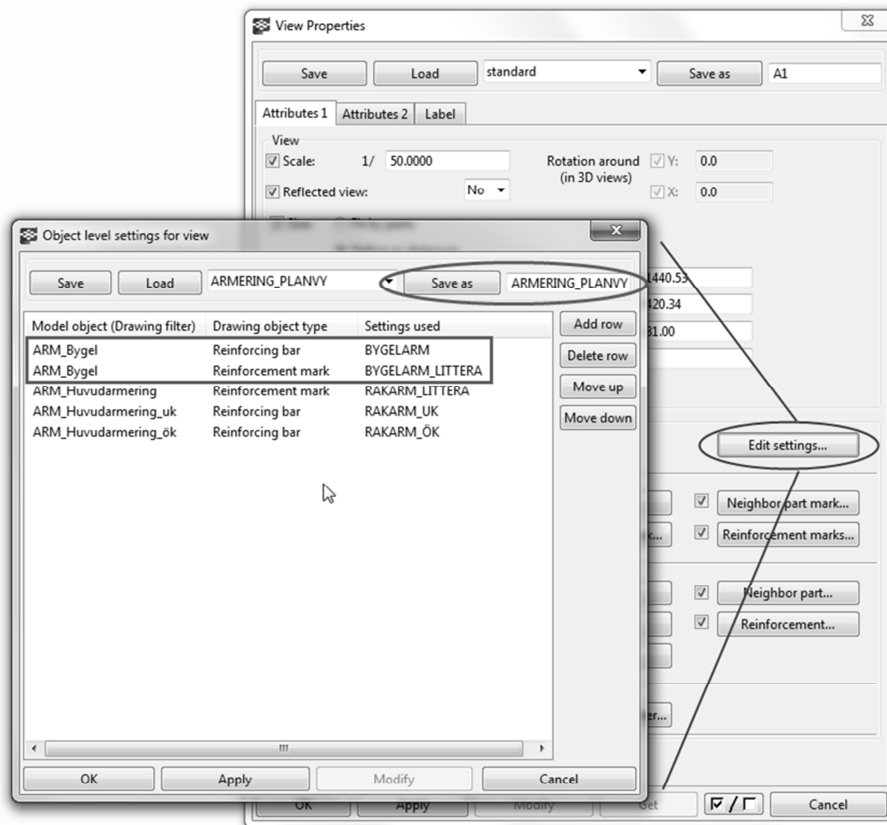 View Properties
Save Load standard Save as A1
Attributes 1 Attributes 2 Label
View
Scale: 1/ 50.0000 Rotation around Y: 0.0
(in 3D views)
Reflected view: No X: 0.0
Object level settings for view
1440.53
Save Load ARMERING_PLANVY Save as ARMERING_PLANVY
420.34
Model object (Drawing filter) Drawing object type Settings used Add row
31.00
ARM_Bygel Reinforcing bar BYGELARM Delete row
ARM_Bygel Reinforcement mark BYGELARM_LITTERA
ARM_Huvudarmering Reinforcement mark RAKARM_LITTERA Move up
ARM_Huvudarmering_uk Reinforcing bar RAKARM_UK Move down
ARM_Huvudarmering_ök Reinforcing bar RAKARM_ÖK
Edit settings...
Neighbor part mark...
k... Reinforcement marks...
Neighbor part...
Reinforcement...
er...
OK Apply Modify Cancel
OK Apply Modify Get / Cancel